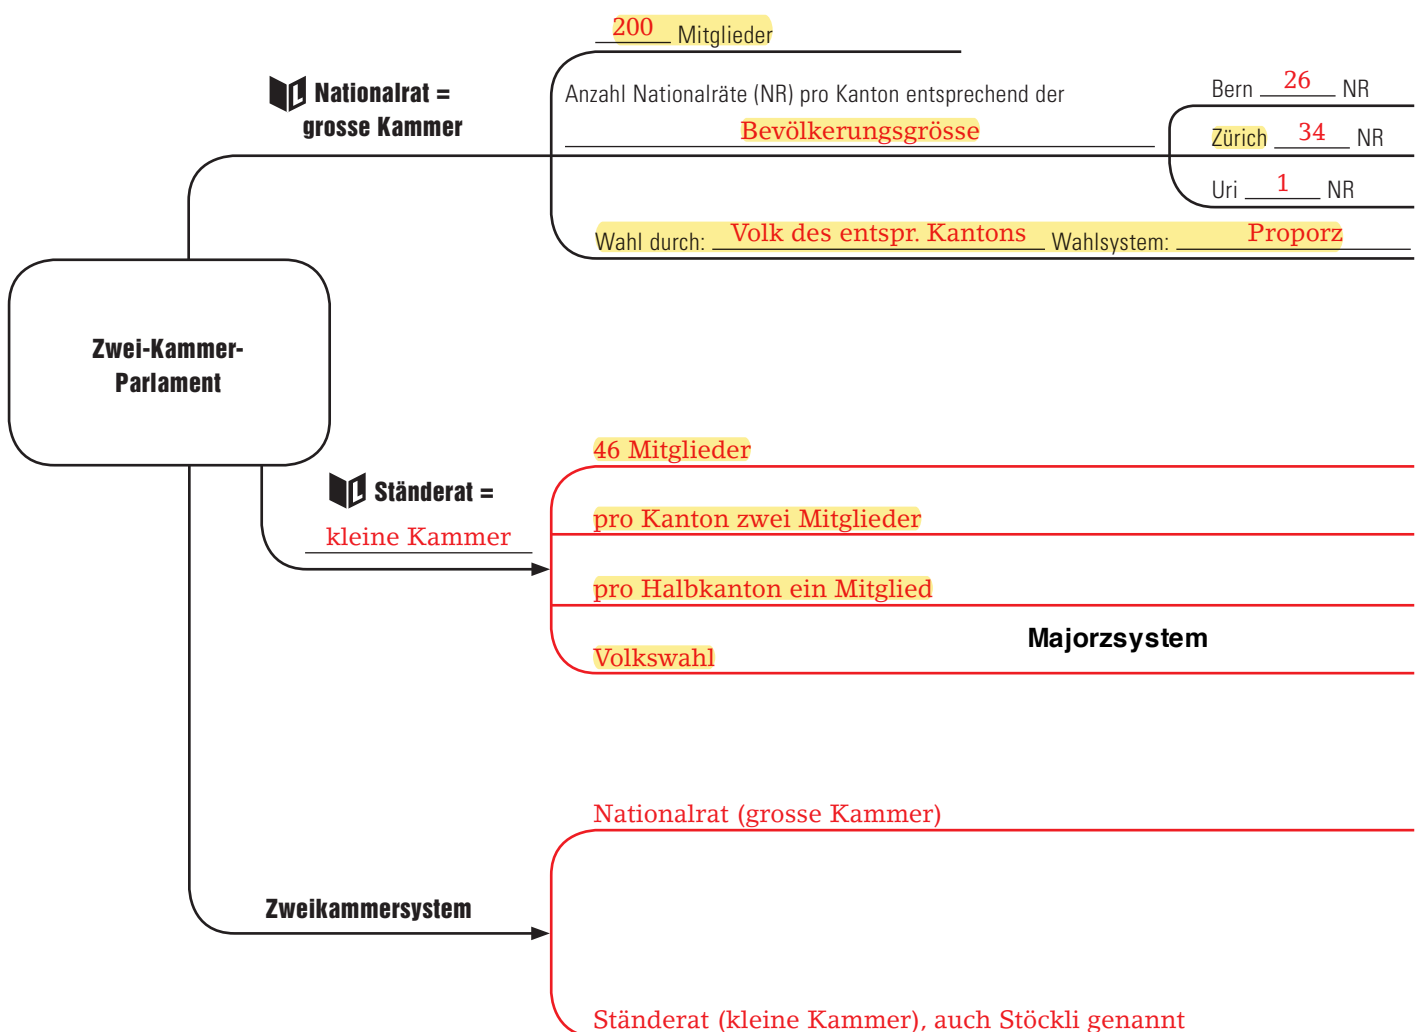 200 Mitglieder
Nationalrat =
grosse Kammer
Anzahl Nationalräte (NR) pro Kanton entsprechend der
Bevölkerungsgrösse
Bern 26 NR
Zürich 34 NR
Uri 1 NR
Wahl durch: Volk des entspr. Kantons Wahlsystem: Proporz
Zwei-Kammer-
Parlament
Ständerat =
kleine Kammer
46 Mitglieder
pro Kanton zwei Mitglieder
pro Halbkanton ein Mitglied
Majorzsystem
Volkswahl
Nationalrat (grosse Kammer)
Zweikammersystem
Ständerat (kleine Kammer), auch Stöckli genannt